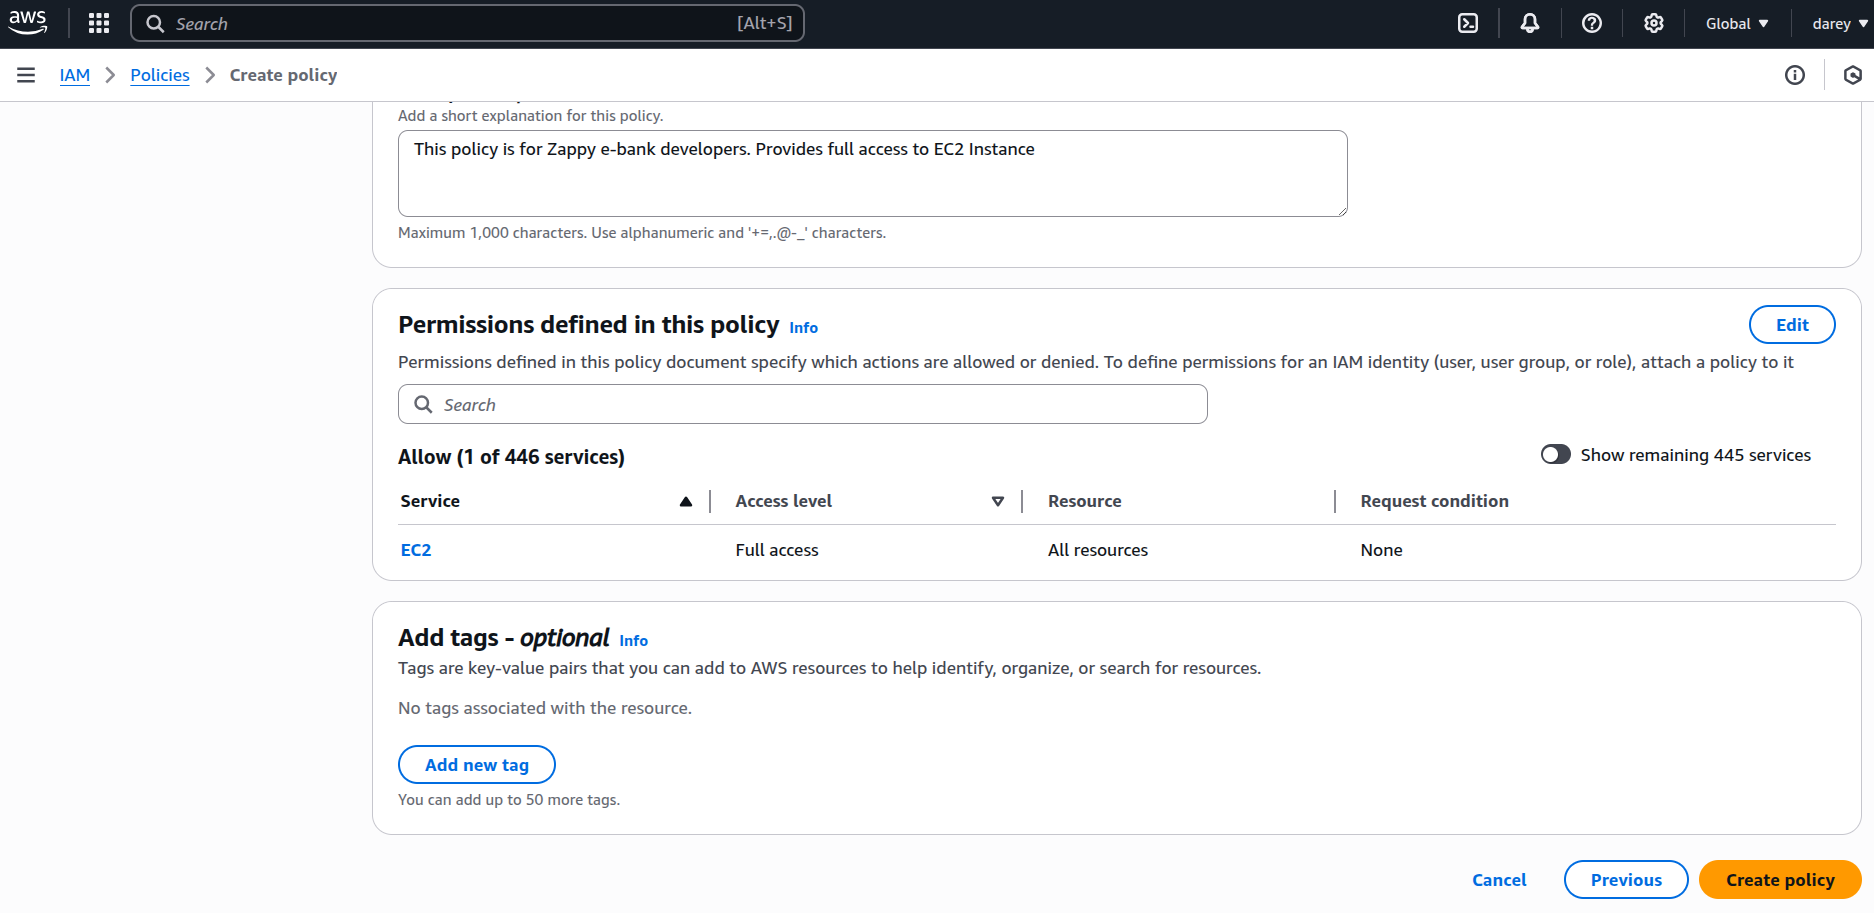 aws
Search
[Alt+S]
Global
darey
IAM
Policies
Create policy
Add a short explanation for this policy.
This policy is for Zappy e-bank developers. Provides full access to EC2 Instance
Maximum 1,000 characters. Use alphanumeric and '+=,.@-_' characters.
Permissions defined in this policy Info
Edit
Permissions defined in this policy document specify which actions are allowed or denied. To define permissions for an IAM identity (user, user group, or role), attach a policy to it
Search
Allow (1 of 446 services)
Show remaining 445 services
Service
Access level
Resource
Request condition
EC2
Full access
All resources
None
Add tags - optional Info
Tags are key-value pairs that you can add to AWS resources to help identify, organize, or search for resources.
No tags associated with the resource.
Add new tag
You can add up to 50 more tags.
Cancel
Previous
Create policy